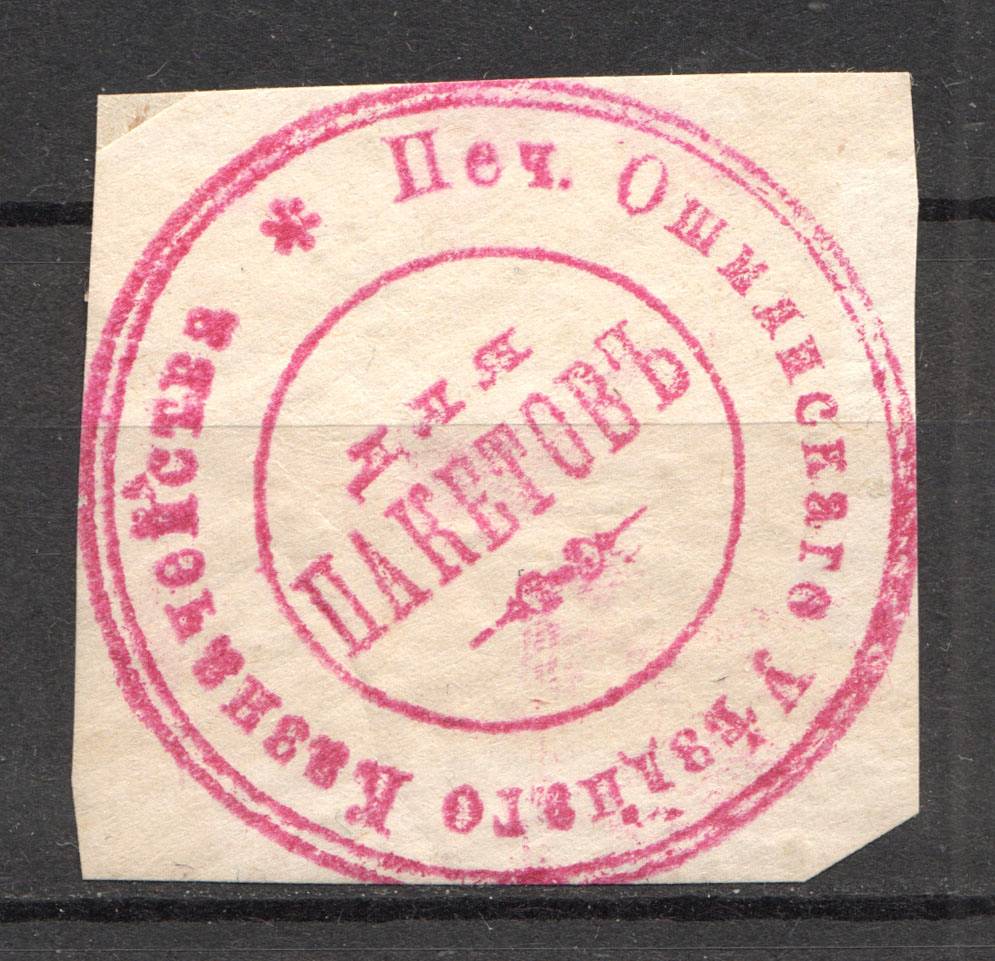 Печ. Ошмянскаго Уѣзднаго Казначейства
для
ПАКЕТОВЪ